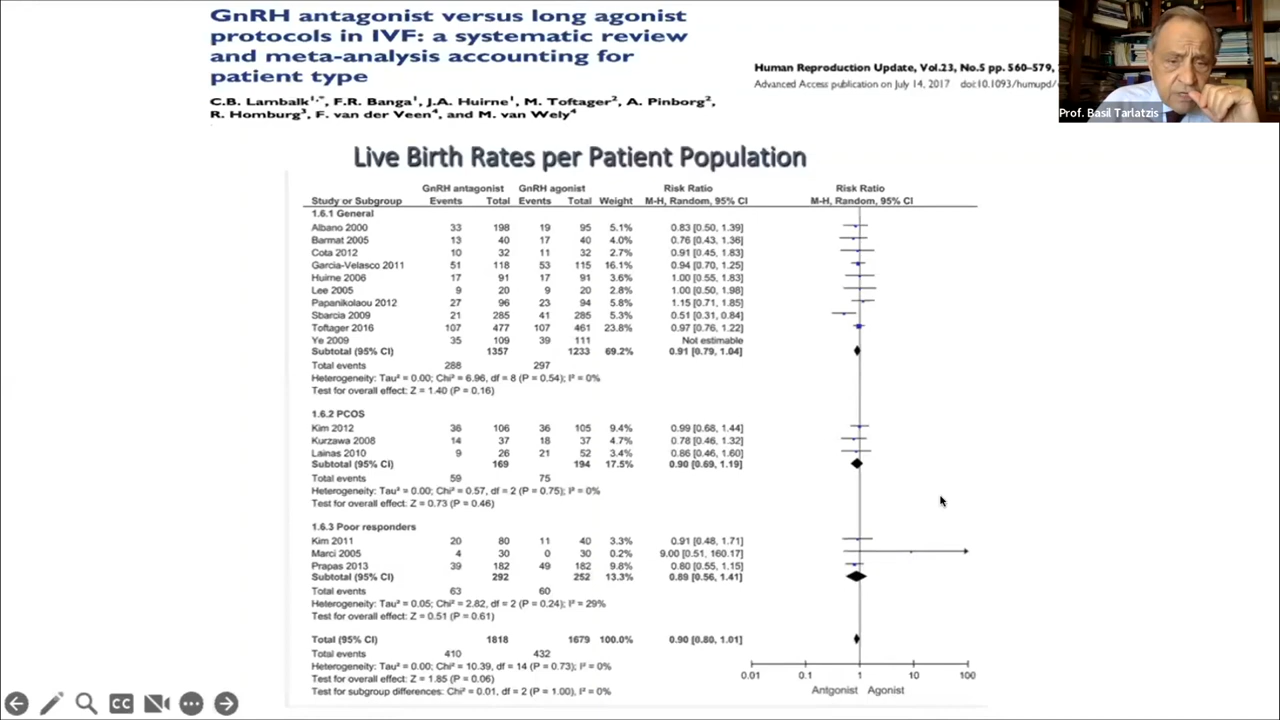 GnRH antagonist versus long agonist
protocols in IVF: a systematic review
and meta-analysis accounting for
patient type
Human Reproduction Update, Vol.23, No.5 pp. 560–579,
Advanced Access publication on July 14, 2017 doi:10.1093/humupd/
C.B. Lambalk¹,*, F.R. Banga¹, J.A. Huirne¹, M. Toftager², A. Pinborg²,
R. Homburg³, F. van der Veen⁴, and M. van Wely⁴
Prof. Basil Tarlatzis
Live Birth Rates per Patient Population
GnRH antagonist GnRH agonist Risk Ratio Risk Ratio
Study or Subgroup Events Total Events Total Weight M-H, Random, 95% CI M-H, Random, 95% CI
1.6.1 General
Albano 2000 33 198 19 95 5.1% 0.83 [0.50, 1.39]
Barmat 2005 13 40 17 40 4.0% 0.76 [0.43, 1.36]
Cota 2012 10 32 11 32 2.7% 0.91 [0.45, 1.83]
Garcia-Velasco 2011 51 118 53 115 16.1% 0.94 [0.70, 1.25]
Huirne 2006 17 91 17 91 3.6% 1.00 [0.55, 1.83]
Lee 2005 9 20 9 20 2.8% 1.00 [0.50, 1.98]
Papanikolaou 2012 27 96 23 94 5.8% 1.15 [0.71, 1.85]
Sbarcia 2009 21 285 41 285 5.3% 0.51 [0.31, 0.84]
Toftager 2016 107 477 107 461 23.8% 0.97 [0.76, 1.22]
Ye 2009 35 109 39 111 Not estimable
Subtotal (95% CI) 1357 1233 69.2% 0.91 [0.79, 1.04]
Total events 288 297
Heterogeneity: Tau² = 0.00; Chi² = 6.96, df = 8 (P = 0.54); I² = 0%
Test for overall effect: Z = 1.40 (P = 0.16)
1.6.2 PCOS
Kim 2012 36 106 36 105 9.4% 0.99 [0.68, 1.44]
Kurzawa 2008 14 37 18 37 4.7% 0.78 [0.46, 1.32]
Lainas 2010 9 26 21 52 3.4% 0.86 [0.46, 1.60]
Subtotal (95% CI) 169 194 17.5% 0.90 [0.69, 1.19]
Total events 59 75
Heterogeneity: Tau² = 0.00; Chi² = 0.57, df = 2 (P = 0.75); I² = 0%
Test for overall effect: Z = 0.73 (P = 0.46)
1.6.3 Poor responders
Kim 2011 20 80 11 40 3.3% 0.91 [0.48, 1.71]
Marci 2005 4 30 0 30 0.2% 9.00 [0.51, 160.17]
Prapas 2013 39 182 49 182 9.8% 0.80 [0.55, 1.15]
Subtotal (95% CI) 292 252 13.3% 0.89 [0.56, 1.41]
Total events 63 60
Heterogeneity: Tau² = 0.05; Chi² = 2.82, df = 2 (P = 0.24); I² = 29%
Test for overall effect: Z = 0.51 (P = 0.61)
Total (95% CI) 1818 1679 100.0% 0.90 [0.80, 1.01]
Total events 410 432
Heterogeneity: Tau² = 0.00; Chi² = 10.39, df = 14 (P = 0.73); I² = 0%
Test for overall effect: Z = 1.85 (P = 0.06)
Test for subgroup differences: Chi² = 0.01, df = 2 (P = 1.00), I² = 0%
0.01 0.1 1 10 100
Antgonist Agonist
CC